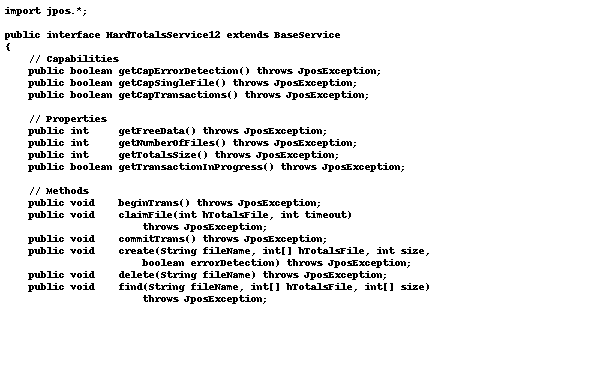 import jpos.*;
public interface HardTotalsService12 extends BaseService
{
// Capabilities
public boolean getCapErrorDetection() throws JposException;
public boolean getCapSingleFile() throws JposException;
public boolean getCapTransactions() throws JposException;
// Properties
public int getFreeData() throws JposException;
public int getNumberOfFiles() throws JposException;
public int getTotalsSize() throws JposException;
public boolean getTransactionInProgress() throws JposException;
// Methods
public void beginTrans() throws JposException;
public void claimFile(int hTotalsFile, int timeout)
throws JposException;
public void commitTrans() throws JposException;
public void create(String fileName, int[] hTotalsFile, int size,
boolean errorDetection) throws JposException;
public void delete(String fileName) throws JposException;
public void find(String fileName, int[] hTotalsFile, int[] size)
throws JposException;